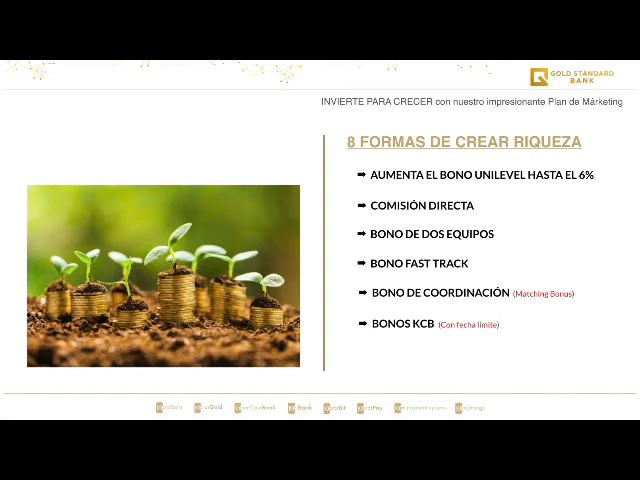 GOLD STANDARD
BANK
INVIERTE PARA CRECER con nuestro impresionante Plan de Márketing
8 FORMAS DE CREAR RIQUEZA
➡ AUMENTA EL BONO UNILEVEL HASTA EL 6%
➡ COMISIÓN DIRECTA
➡ BONO DE DOS EQUIPOS
➡ BONO FAST TRACK
➡ BONO DE COORDINACIÓN (Matching Bonus)
➡ BONOS KCB (Con fecha límite)
KaratBank